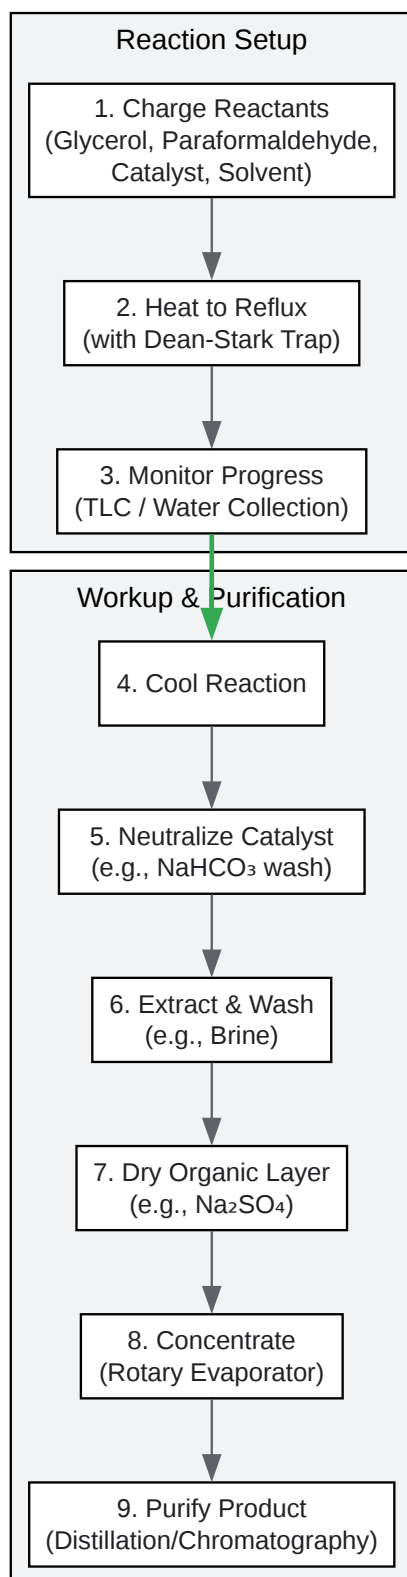 Reaction Setup
1. Charge Reactants
(Glycerol, Paraformaldehyde,
Catalyst, Solvent)
2. Heat to Reflux
(with Dean-Stark Trap)
3. Monitor Progress
(TLC / Water Collection)
Workup & Purification
4. Cool Reaction
5. Neutralize Catalyst
(e.g., NaHCO₃ wash)
6. Extract & Wash
(e.g., Brine)
7. Dry Organic Layer
(e.g., Na₂SO₄)
8. Concentrate
(Rotary Evaporator)
9. Purify Product
(Distillation/Chromatography)